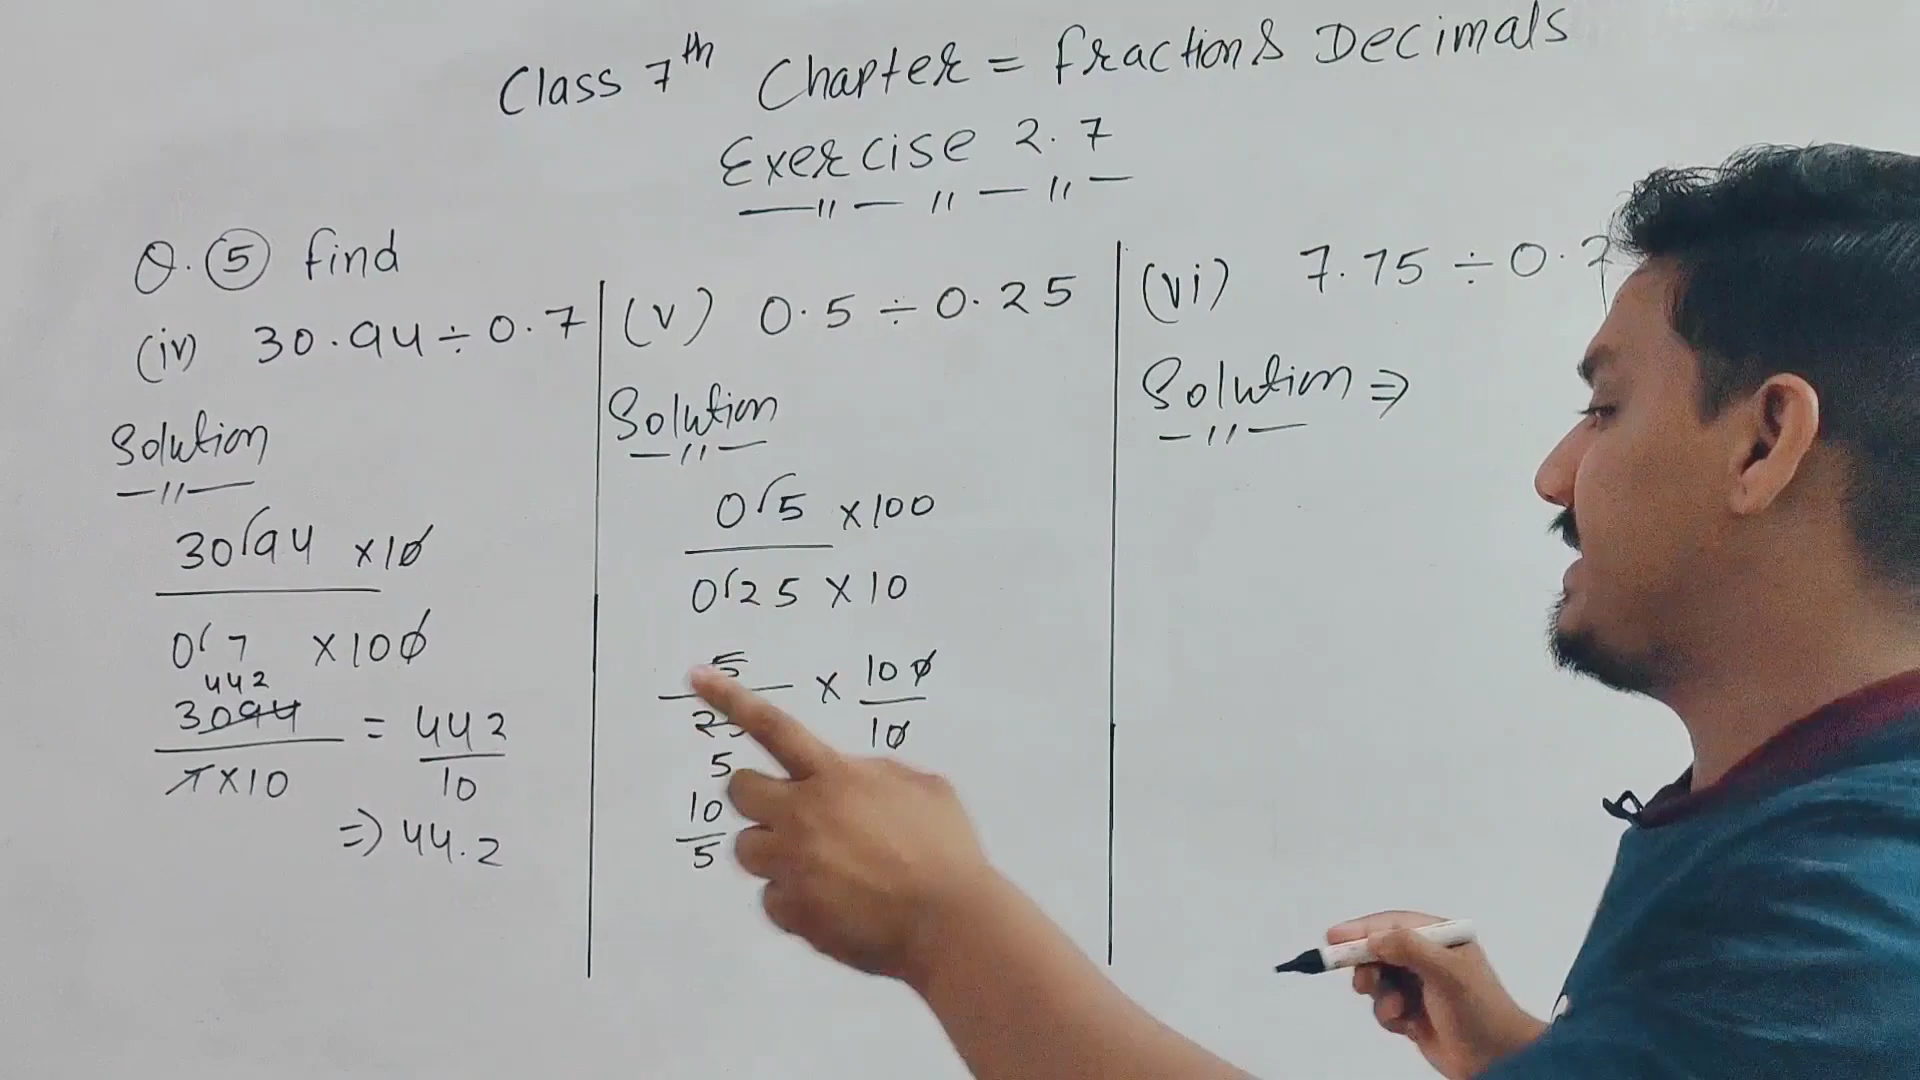 Class 7th Chapter = fractions Decimals
Exercise 2.7
Q. 5 find
(iv) 30.94 ÷ 0.7
Solution
30.94 ×10
0.7 ×100
442
3094 = 442
7×10 10
=> 44.2
(v) 0.5 ÷ 0.25
Solution
0.5 ×100
0.25 × 10
5 × 100
10
5
10
5
(vi) 7.75 ÷ 0.
Solution ⇒